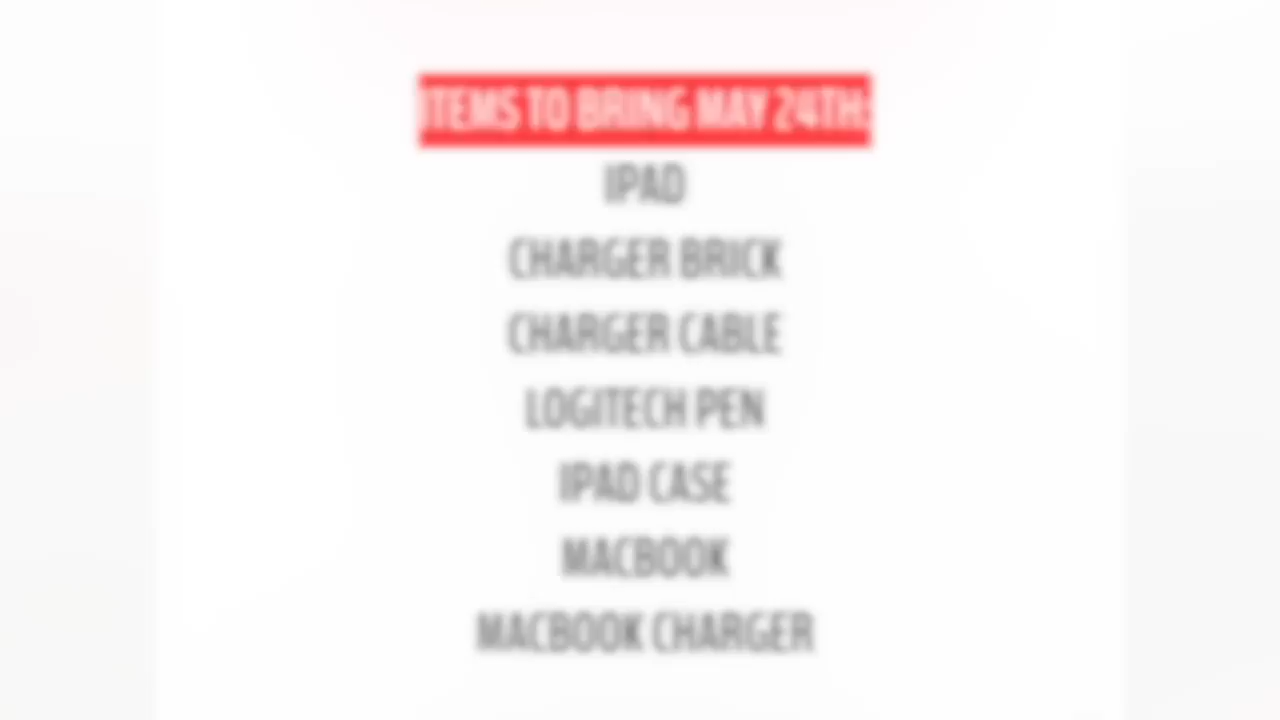 ITEMS TO BRING MAY 24TH:
IPAD
CHARGER BRICK
CHARGER CABLE
LOGITECH PEN
IPAD CASE
MACBOOK
MACBOOK CHARGER